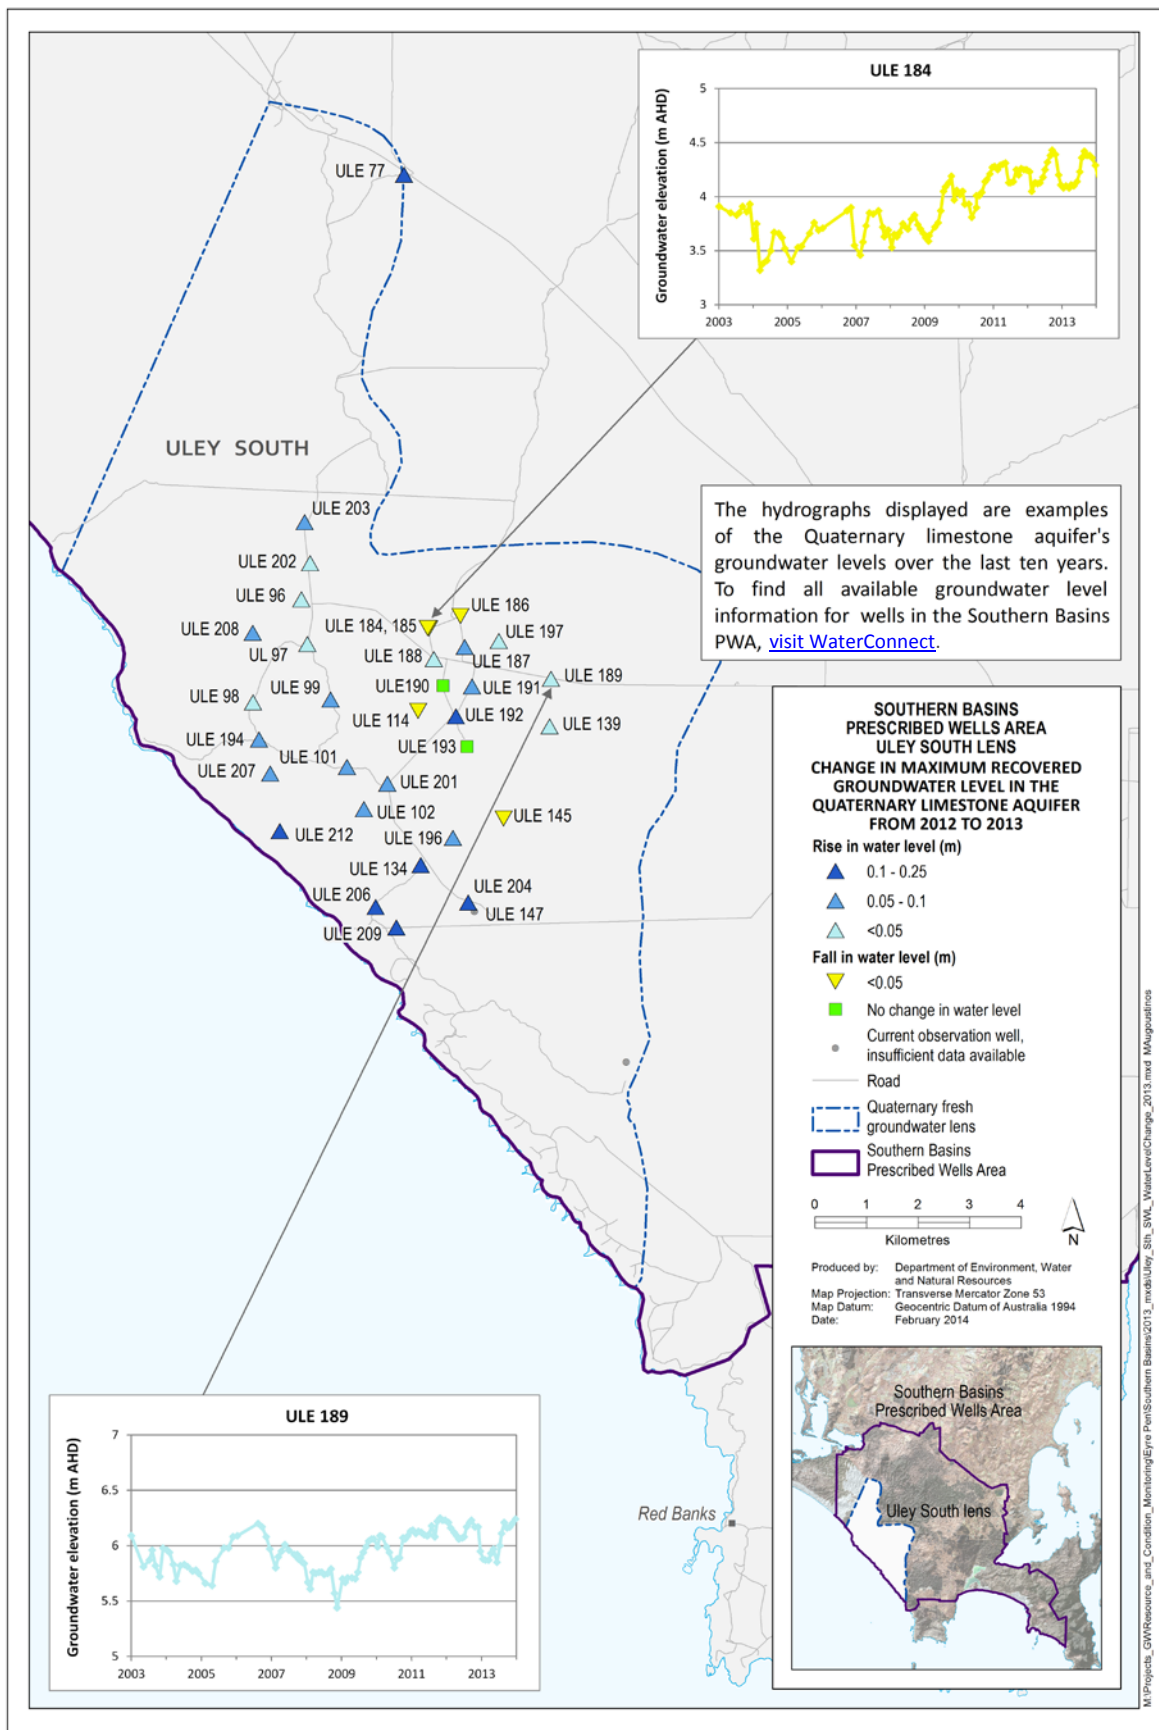 ULE 184
Groundwater elevation (m AHD)
5
4.5
4
3.5
3
2003
2005
2007
2009
2011
2013
ULE 77
ULEY  SOUTH
The hydrographs displayed are examples
of the Quaternary limestone aquifer's
groundwater levels over the last ten years.
To find all available groundwater level
information for wells in the Southern Basins
PWA, visit WaterConnect.
ULE 203
ULE 202
ULE 96
ULE 208
UL 97
ULE 98
ULE 99
ULE 194
ULE 207
ULE 101
ULE 212
ULE 184, 185
ULE 186
ULE 197
ULE 188
ULE 187
ULE190
ULE 191
ULE 189
ULE 114
ULE 192
ULE 139
ULE 193
ULE 201
ULE 102
ULE 145
ULE 196
ULE 134
ULE 204
ULE 206
ULE 147
ULE 209
SOUTHERN BASINS
PRESCRIBED WELLS AREA
ULEY SOUTH LENS
CHANGE IN MAXIMUM RECOVERED
GROUNDWATER LEVEL IN THE
QUATERNARY LIMESTONE AQUIFER
FROM 2012 TO 2013
Rise in water level (m)
0.1 - 0.25
0.05 - 0.1
<0.05
Fall in water level (m)
<0.05
No change in water level
Current observation well,
insufficient data available
Road
Quaternary fresh
groundwater lens
Southern Basins
Prescribed Wells Area
0 1 2 3 4
Kilometres
N
Produced by: Department of Environment, Water
and Natural Resources
Map Projection: Transverse Mercator Zone 53
Map Datum: Geocentric Datum of Australia 1994
Date: February 2014
Southern Basins
Prescribed Wells Area
Uley South lens
Red Banks
ULE 189
Groundwater elevation (m AHD)
7
6.5
6
5.5
5
2003
2005
2007
2009
2011
2013
M:\Projects_GW\Resource_and_Condition_Monitoring\Eyre Pen\Southern Basins\2013_mxds\Uley_Sth_SWL_WaterLevelChange_2013.mxd MAugoustinos